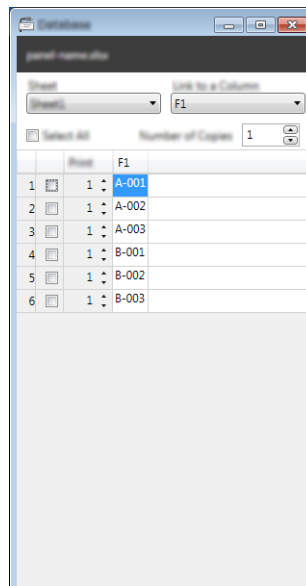 Database
panel-name.xlsx
Sheet Link to a Column
Sheet1 F1
Select All Number of Copies 1
Print F1
1 1 A-001
2 1 A-002
3 1 A-003
4 1 B-001
5 1 B-002
6 1 B-003